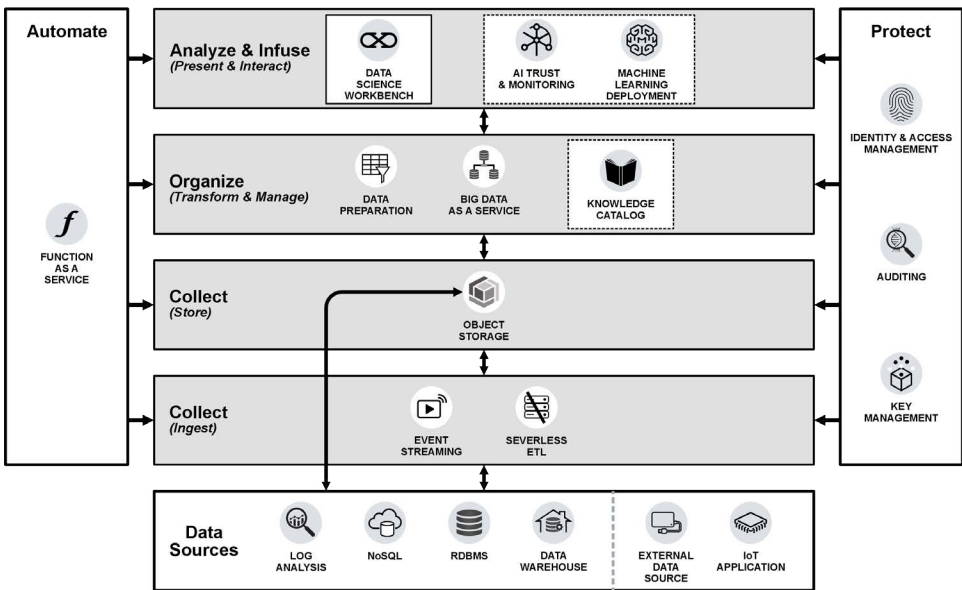 Automate
FUNCTION
AS A
SERVICE
Analyze & Infuse
(Present & Interact)
DATA
SCIENCE
WORKBENCH
AI TRUST
& MONITORING
MACHINE
LEARNING
DEPLOYMENT
Organize
(Transform & Manage)
DATA
PREPARATION
BIG DATA
AS A SERVICE
KNOWLEDGE
CATALOG
Collect
(Store)
OBJECT
STORAGE
Collect
(Ingest)
EVENT
STREAMING
SEVERLESS
ETL
Data
Sources
LOG
ANALYSIS
NoSQL
RDBMS
DATA
WAREHOUSE
EXTERNAL
DATA
SOURCE
IoT
APPLICATION
Protect
IDENTITY & ACCESS
MANAGEMENT
AUDITING
KEY
MANAGEMENT